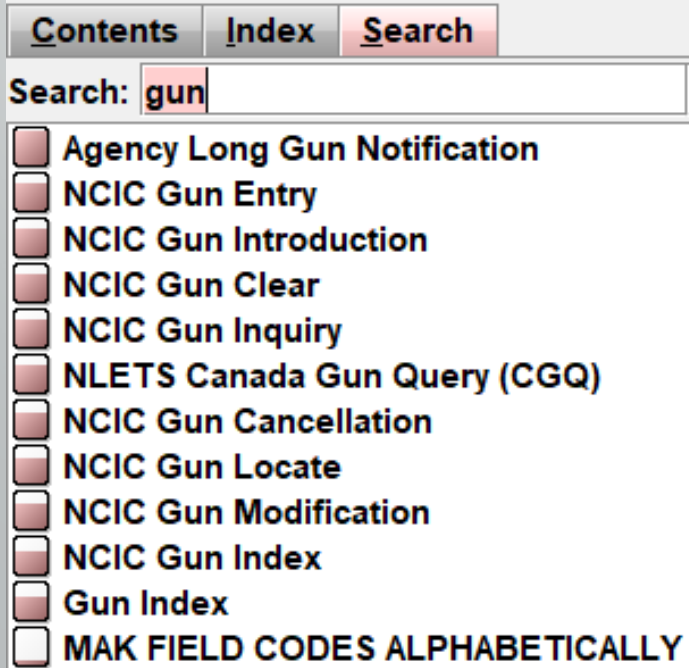 Contents Index Search
Search: gun
Agency Long Gun Notification
NCIC Gun Entry
NCIC Gun Introduction
NCIC Gun Clear
NCIC Gun Inquiry
NLETS Canada Gun Query (CGQ)
NCIC Gun Cancellation
NCIC Gun Locate
NCIC Gun Modification
NCIC Gun Index
Gun Index
MAK FIELD CODES ALPHABETICALLY